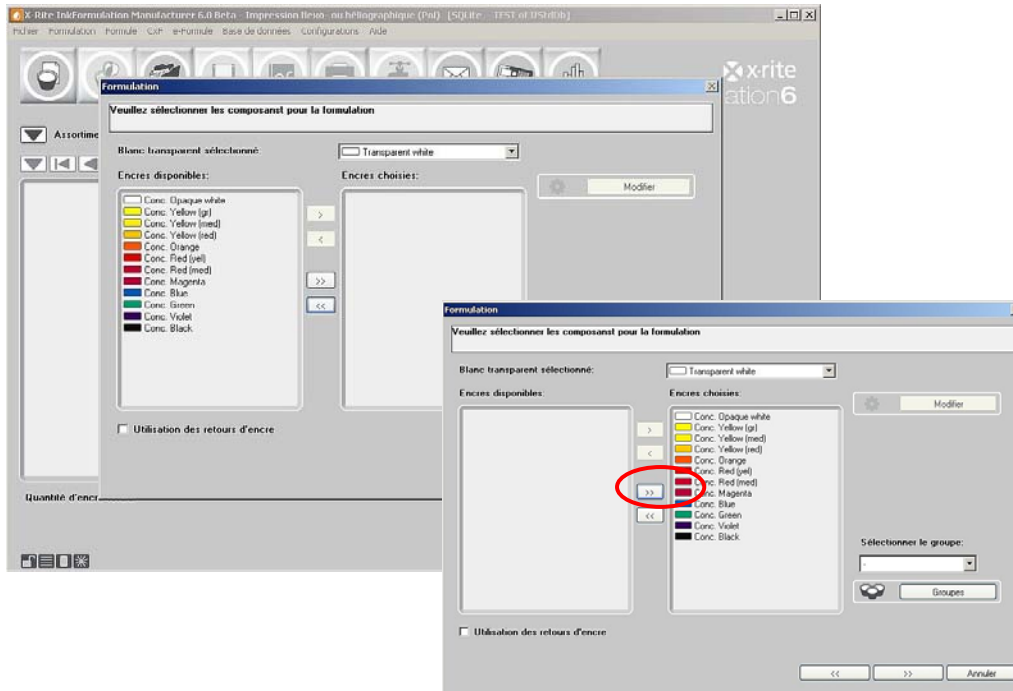 X-Rite InkFormulation Manufacturer 6.0 Beta - Impression flexo- ou héliographique (Pol) [SQLite - TEST of UStdDb]
Fichier Formulation Formule CxF e-Formule Base de données Configurations Aide
x·rite
ation6
Assortime
Quantité d'encr
Formulation
Veuillez sélectionner les composanst pour la formulation
Blanc transparent sélectionné:
Transparent white
Encres disponibles:
Encres choisies:
Modifier
Conc. Opaque white
Conc. Yellow (gr)
Conc. Yellow (med)
Conc. Yellow (red)
Conc. Orange
Conc. Red (yel)
Conc. Red (med)
Conc. Magenta
Conc. Blue
Conc. Green
Conc. Violet
Conc. Black
>
<
>>
<<
Utilisation des retours d'encre
Formulation
Veuillez sélectionner les composanst pour la formulation
Blanc transparent sélectionné:
Transparent white
Encres disponibles:
Encres choisies:
Modifier
>
<
>>
<<
Conc. Opaque white
Conc. Yellow (gr)
Conc. Yellow (med)
Conc. Yellow (red)
Conc. Orange
Conc. Red (yel)
Conc. Red (med)
Conc. Magenta
Conc. Blue
Conc. Green
Conc. Violet
Conc. Black
Sélectionner le groupe:
-
Groupes
Utilisation des retours d'encre
<<
>>
Annuler